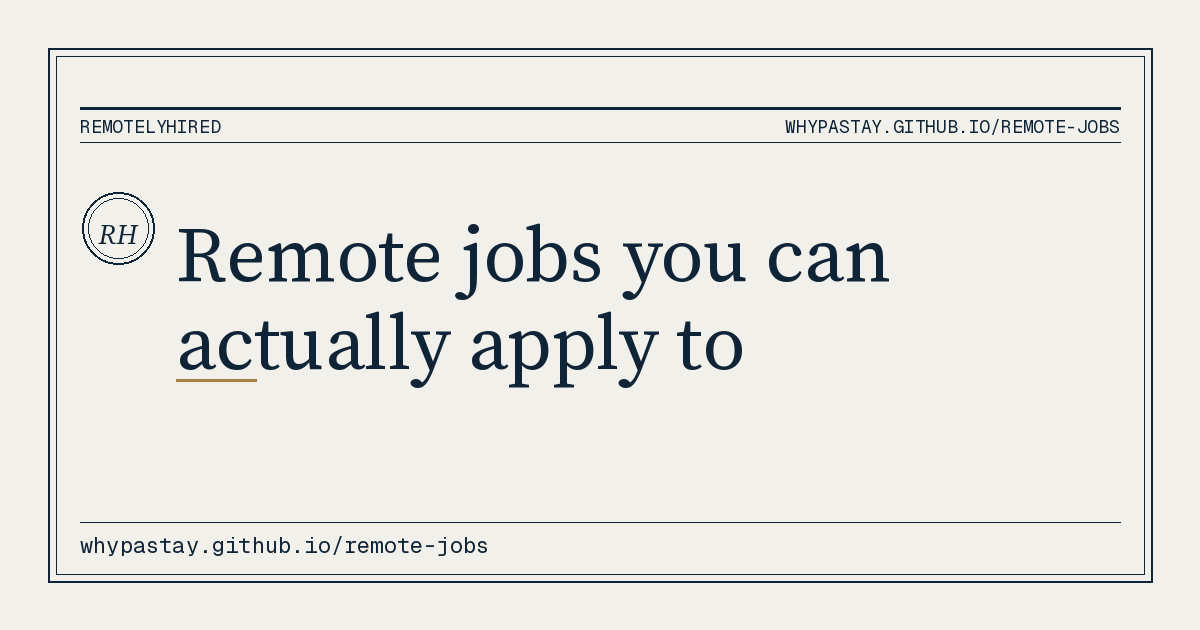 REMOTELYHIRED
WHYPASTAY.GITHUB.IO/REMOTE-JOBS
RH
Remote jobs you can
actually apply to
whypastay.github.io/remote-jobs